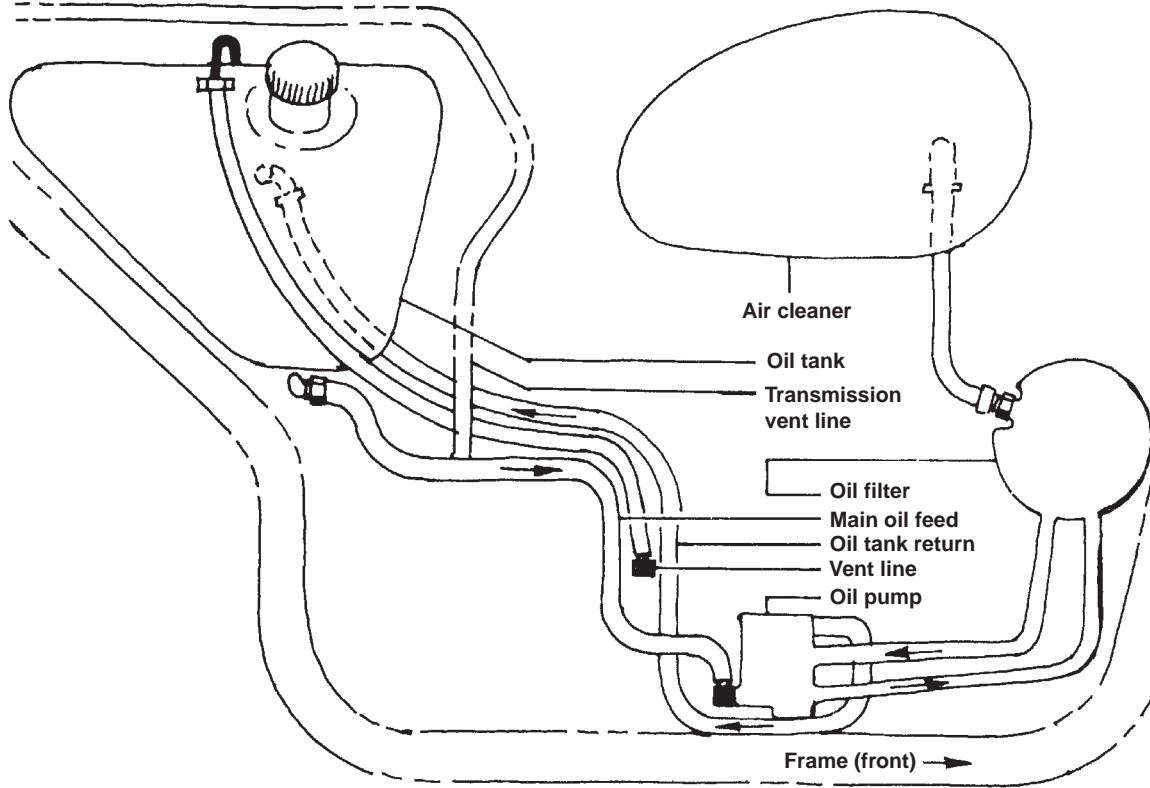 Air cleaner
Oil tank
Transmission
vent line
Oil filter
Main oil feed
Oil tank return
Vent line
Oil pump
Frame (front)